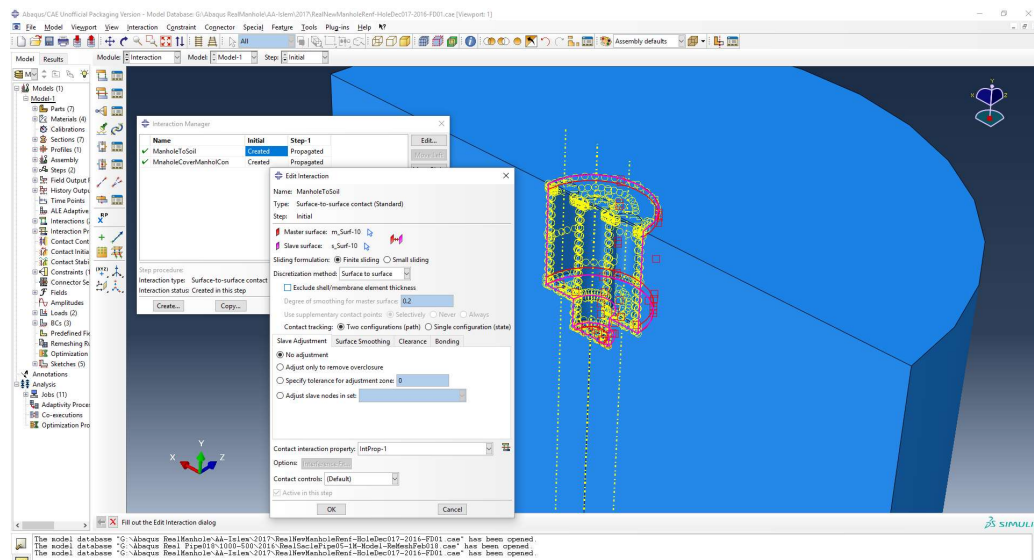 Abaqus/CAE Unofficial Packaging Version - Model Database: G:\Abaqus RealManhole\AA-Islem\2017\RealNewManholeRenf-HoleDec017-2016-FD01.cae [Viewport: 1]
File Model Viewport View Interaction Constraint Connector Special Feature Tools Plug-ins Help
All
Assembly defaults
Model Results
Module: Interaction Model: Model-1 Step: Initial
Models (1)
Model-1
Parts (7)
Materials (4)
Calibrations
Sections (7)
Profiles (1)
Assembly
Steps (2)
Field Output
History Outpu
Time Points
ALE Adaptive
Interactions
Interaction Pr
Contact Cont
Contact Initia
Contact Stabi
Constraints (1
Connector Se
Fields
Amplitudes
Loads (2)
BCs (3)
Predefined Fie
Remeshing Ru
Optimization
Sketches (5)
Annotations
Analysis
Jobs (11)
Adaptivity Proce
Co-executions
Optimization Pro
RP
(XYZ)
Interaction Manager
Name Initial Step-1
Edit...
ManholeToSoil Created Propagated
MnaholeCoverManholCon Created Propagated
Step procedure:
Interaction type: Surface-to-surface contact
Interaction status: Created in this step
Create... Copy...
Edit Interaction
Name: ManholeToSoil
Type: Surface-to-surface contact (Standard)
Step: Initial
Master surface: m_Surf-10
Slave surface: s_Surf-10
Sliding formulation: Finite sliding Small sliding
Discretization method: Surface to surface
Exclude shell/membrane element thickness
Degree of smoothing for master surface: 0.2
Use supplementary contact points: Selectively Never Always
Contact tracking: Two configurations (path) Single configuration (state)
Slave Adjustment Surface Smoothing Clearance Bonding
No adjustment
Adjust only to remove overclosure
Specify tolerance for adjustment zone: 0
Adjust slave nodes in set:
Contact interaction property: IntProp-1
Options:
Contact controls: (Default)
Active in this step
OK Cancel
Y
X Z
Y
X Z
SIMULI
Fill out the Edit Interaction dialog
The model database "G:\Abaqus RealManhole\AA-Islem\2017\RealNewManholeRenf-HoleDec017-2016-FD01.cae" has been opened.
The model database "G:\Abaqus Real Pipe018\1000-500\2016\RealSaclePipe05-1M-Model-ReMeshFeb018.cae" has been opened.
The model database "G:\Abaqus RealManhole\AA-Islem\2017\RealNewManholeRenf-HoleDec017-2016-FD01.cae" has been opened.